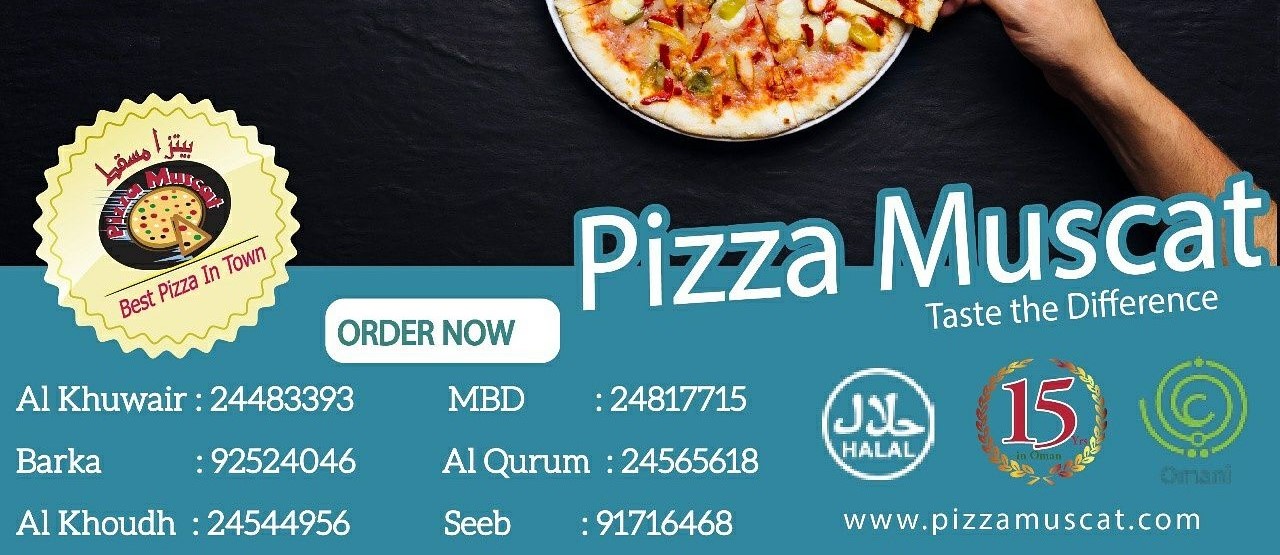 بيتزا مسقط
Pizza Muscat
Best Pizza In Town
Pizza Muscat
Taste the Difference
ORDER NOW
Al Khuwair : 24483393
MBD : 24817715
Barka : 92524046
Al Qurum : 24565618
Al Khoudh : 24544956
Seeb : 91716468
حلال
HALAL
15
Yrs
in Oman
Omani
www.pizzamuscat.com